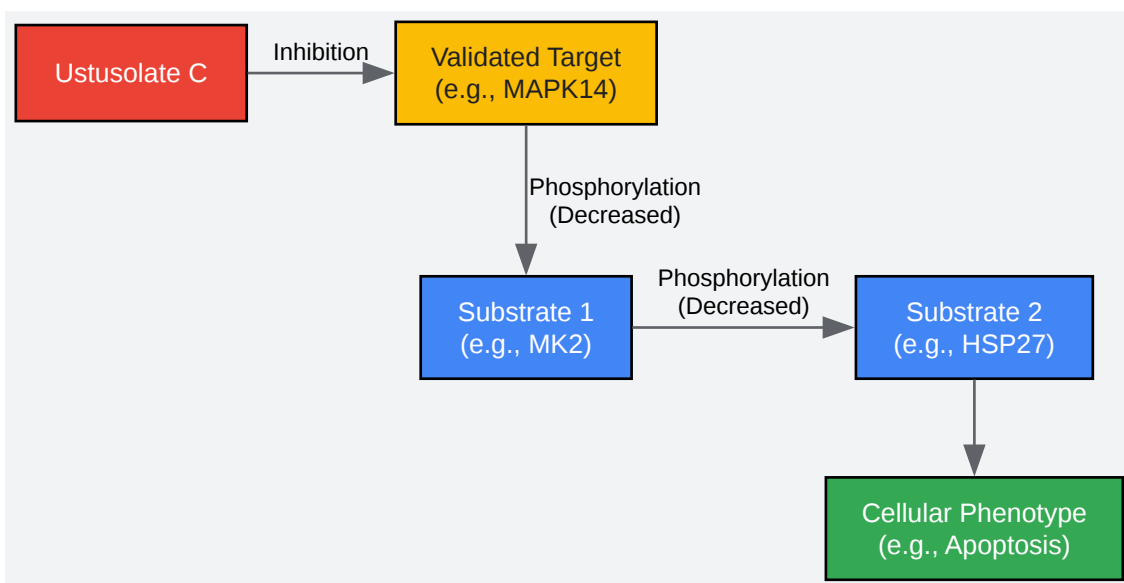 Ustusolate C
Inhibition
Validated Target
(e.g., MAPK14)
Phosphorylation
(Decreased)
Substrate 1
(e.g., MK2)
Phosphorylation
(Decreased)
Substrate 2
(e.g., HSP27)
Cellular Phenotype
(e.g., Apoptosis)